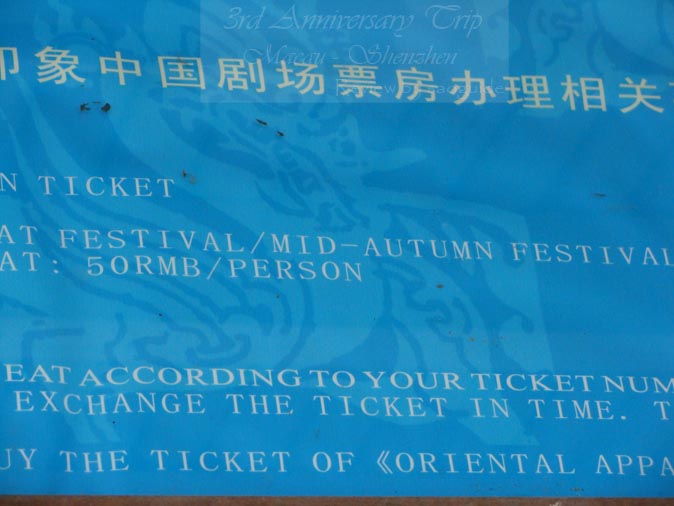 3rd Anniversary Trip
Macau - Shenzhen
印象中国剧场票房办理相关
N TICKET
AT FESTIVAL/MID-AUTUMN FESTIVAL
AT: 50RMB/PERSON
EAT ACCORDING TO YOUR TICKET NUM
EXCHANGE THE TICKET IN TIME. T
UY THE TICKET OF 《ORIENTAL APPA